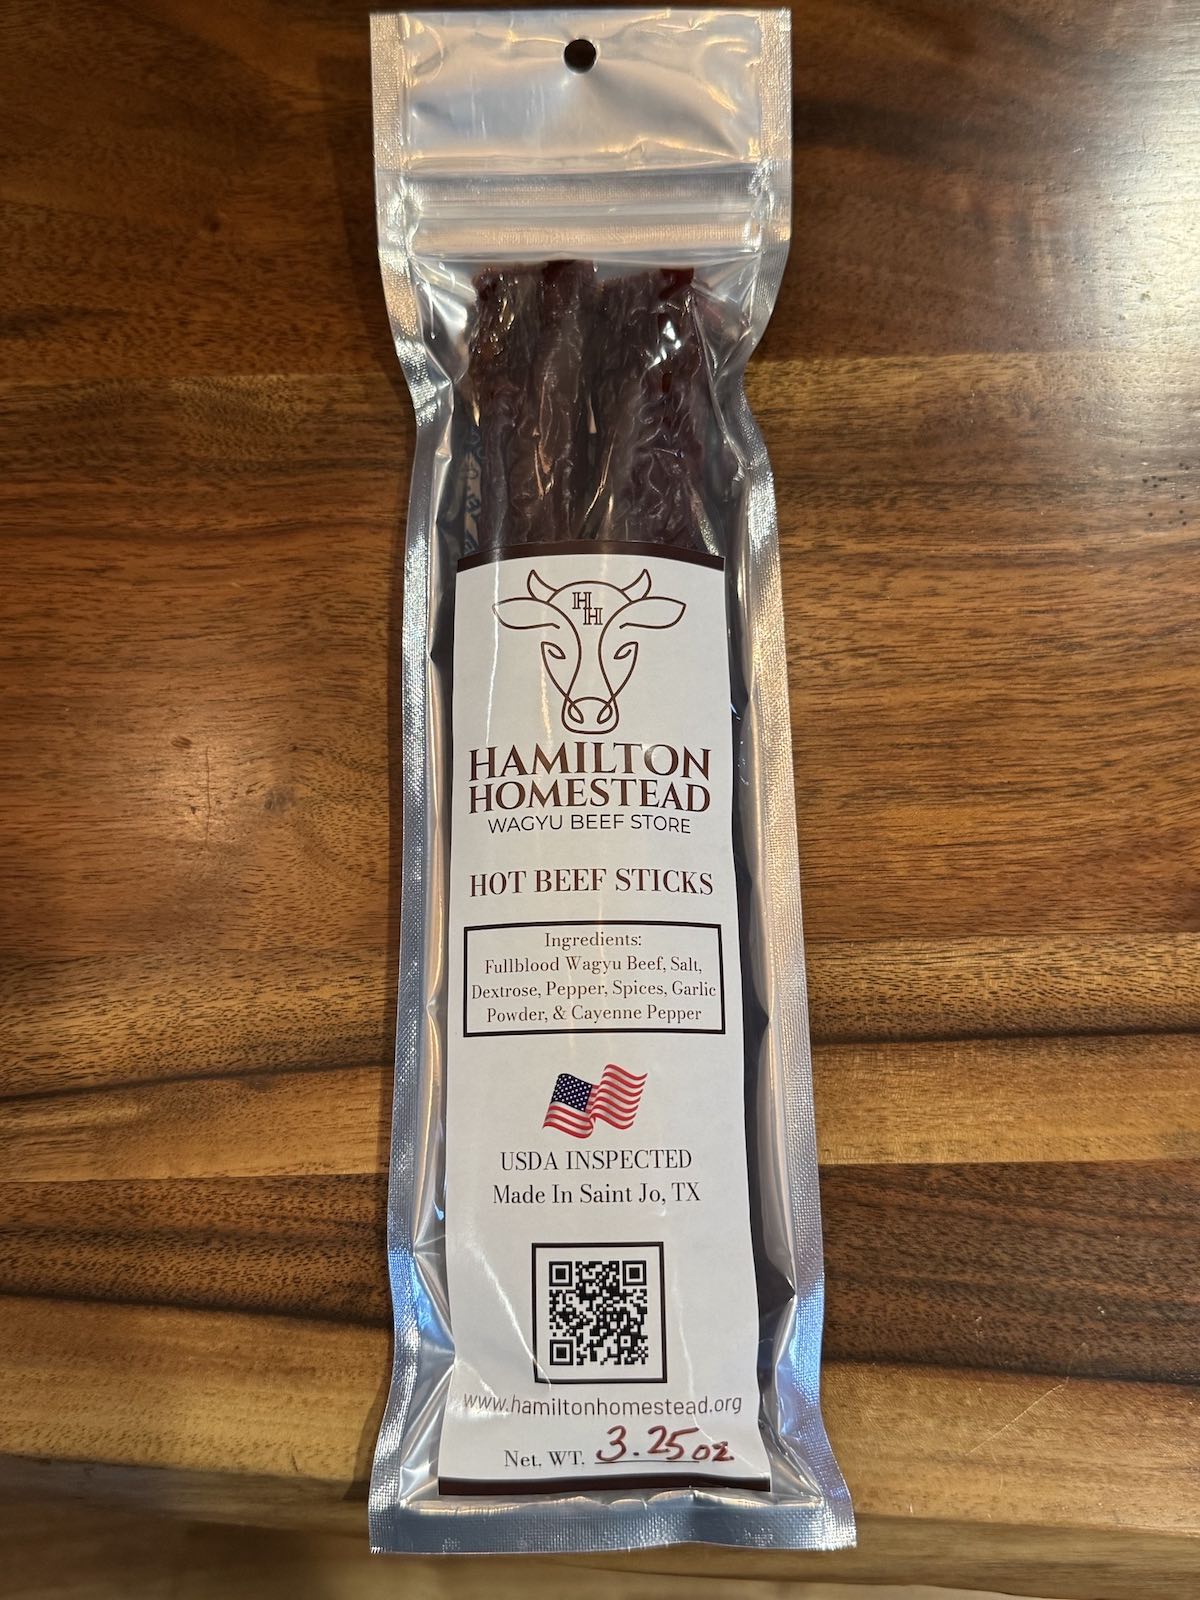 HH
HAMILTON
HOMESTEAD
WAGYU BEEF STORE
HOT BEEF STICKS
Ingredients:
Fullblood Wagyu Beef, Salt,
Dextrose, Pepper, Spices, Garlic
Powder, & Cayenne Pepper
USDA INSPECTED
Made In Saint Jo, TX
www.hamiltonhomestead.org
Net. WT. 3.25oz